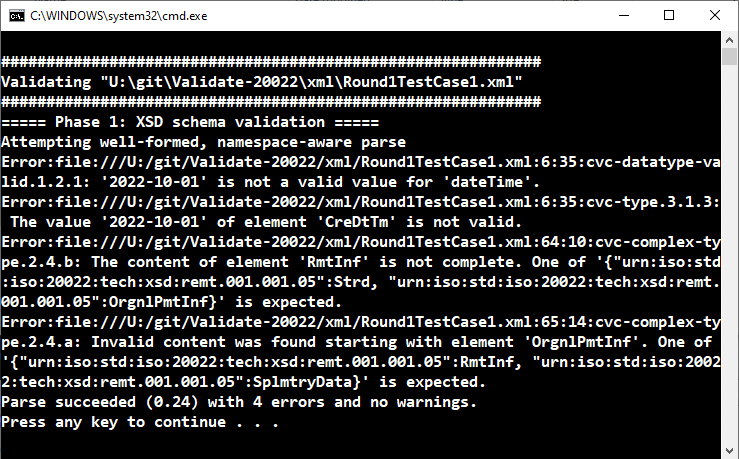 C:\WINDOWS\system32\cmd.exe
############################################################
Validating "U:\git\Validate-20022\xml\Round1TestCase1.xml"
############################################################
===== Phase 1: XSD schema validation =====
Attempting well-formed, namespace-aware parse
Error:file:///U:/git/Validate-20022/xml/Round1TestCase1.xml:6:35:cvc-datatype-va
lid.1.2.1: '2022-10-01' is not a valid value for 'dateTime'.
Error:file:///U:/git/Validate-20022/xml/Round1TestCase1.xml:6:35:cvc-type.3.1.3:
 The value '2022-10-01' of element 'CreDtTm' is not valid.
Error:file:///U:/git/Validate-20022/xml/Round1TestCase1.xml:64:10:cvc-complex-ty
pe.2.4.b: The content of element 'RmtInf' is not complete. One of '{"urn:iso:std
:iso:20022:tech:xsd:remt.001.001.05":Strd, "urn:iso:std:iso:20022:tech:xsd:remt.
001.001.05":OrgnlPmtInf}' is expected.
Error:file:///U:/git/Validate-20022/xml/Round1TestCase1.xml:65:14:cvc-complex-ty
pe.2.4.a: Invalid content was found starting with element 'OrgnlPmtInf'. One of
'{"urn:iso:std:iso:20022:tech:xsd:remt.001.001.05":RmtInf, "urn:iso:std:iso:2002
2:tech:xsd:remt.001.001.05":SplmtryData}' is expected.
Parse succeeded (0.24) with 4 errors and no warnings.
Press any key to continue . . .